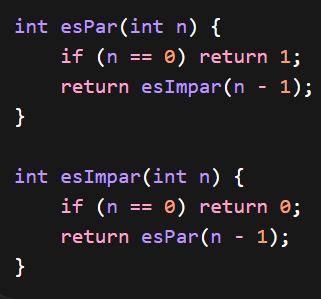 int esPar(int n) {
    if (n == 0) return 1;
    return esImpar(n - 1);
}

int esImpar(int n) {
    if (n == 0) return 0;
    return esPar(n - 1);
}